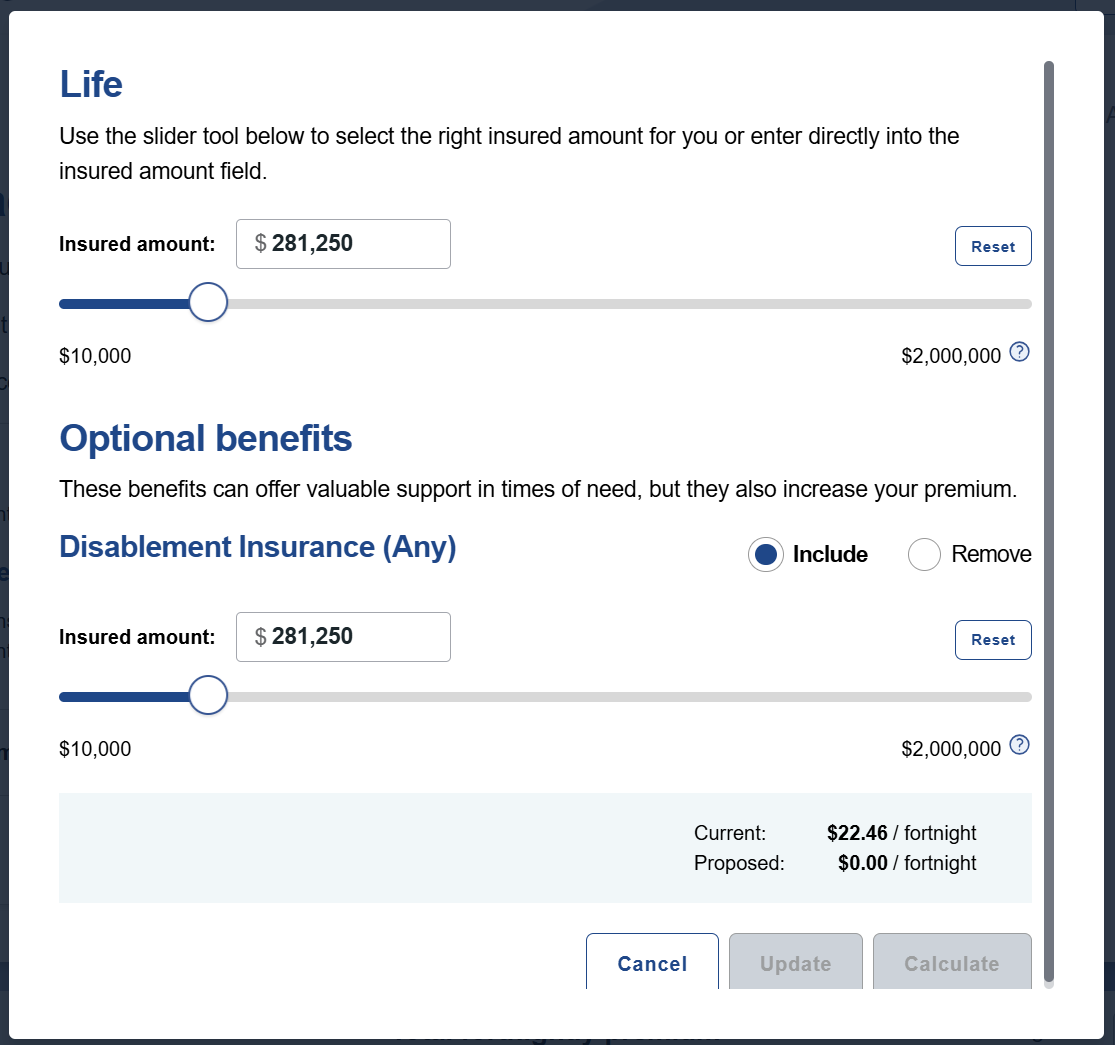 Life
Use the slider tool below to select the right insured amount for you or enter directly into the
insured amount field.
Insured amount: $ 281,250 Reset
$10,000 $2,000,000 ?
Optional benefits
These benefits can offer valuable support in times of need, but they also increase your premium.
Disablement Insurance (Any) Include Remove
Insured amount: $ 281,250 Reset
$10,000 $2,000,000 ?
Current: $22.46 / fortnight
Proposed: $0.00 / fortnight
Cancel Update Calculate